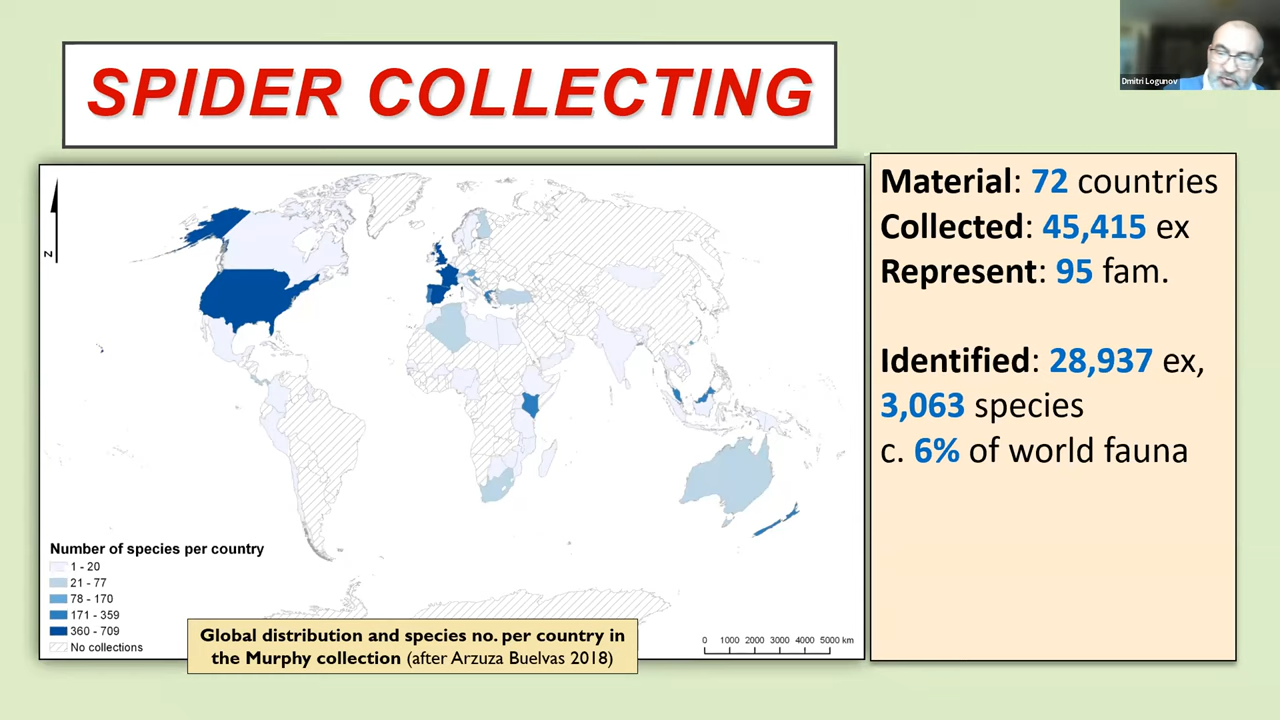 SPIDER COLLECTING
Dmitri Logunov
Material: 72 countries
Collected: 45,415 ex
Represent: 95 fam.
Identified: 28,937 ex,
3,063 species
c. 6% of world fauna
N
Number of species per country
1 - 20
21 - 77
78 - 170
171 - 359
360 - 709
No collections
Global distribution and species no. per country in
the Murphy collection (after Arzuza Buelvas 2018)
0 1000 2000 3000 4000 5000 km